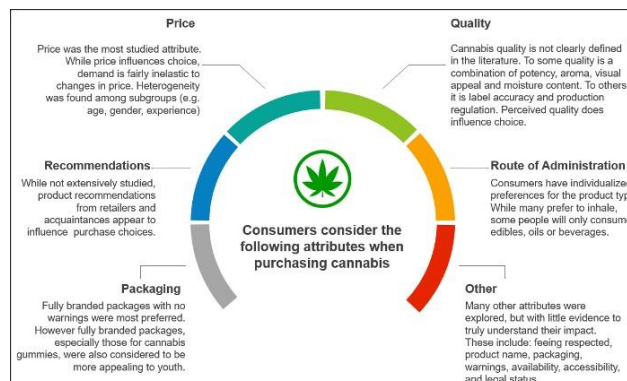 Price
Price was the most studied attribute.
While price influences choice,
demand is fairly inelastic to
changes in price. Heterogeneity
was found among subgroups (e.g.
age, gender, experience)
Quality
Cannabis quality is not clearly defined
in the literature. To some quality is a
combination of potency, aroma, visual
appeal and moisture content. To others
it is label accuracy and production
regulation. Perceived quality does
influence choice.
Recommendations
While not extensively studied,
product recommendations
from retailers and
acquaintances appear to
influence purchase choices.
Route of Administration
Consumers have individualize
preferences for the product typ
While many prefer to inhale,
some people will only consume
edibles, oils or beverages.
Consumers consider the
following attributes when
purchasing cannabis
Packaging
Fully branded packages with no
warnings were most preferred.
However fully branded packages,
especially those for cannabis
gummies, were also considered to be
more appealing to youth.
Other
Many other attributes were
explored, but with little evidence to
truly understand their impact.
These include: feeing respected,
product name, packaging,
warnings, availability, accessibility,
and legal status